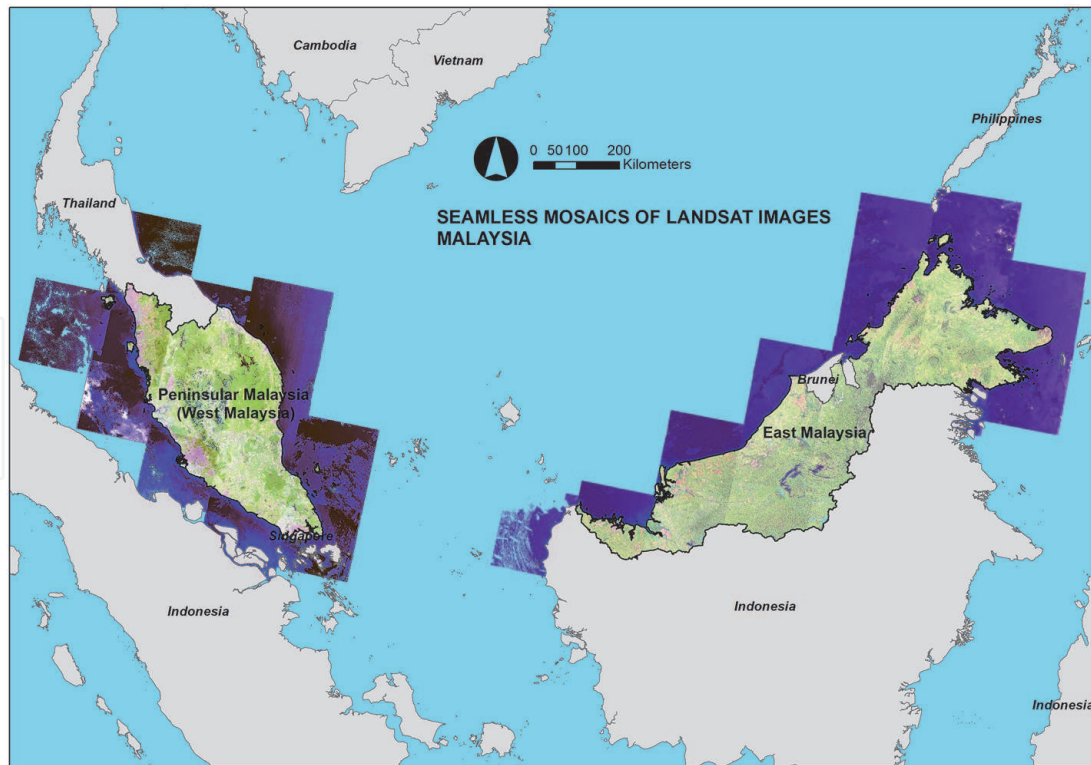 Cambodia
Vietnam
Philippines
0 50 100 200
Kilometers
Thailand
SEAMLESS MOSAICS OF LANDSAT IMAGES
MALAYSIA
Peninsular Malaysia
(West Malaysia)
Brunei
East Malaysia
Singapore
Indonesia
Indonesia
Indonesia